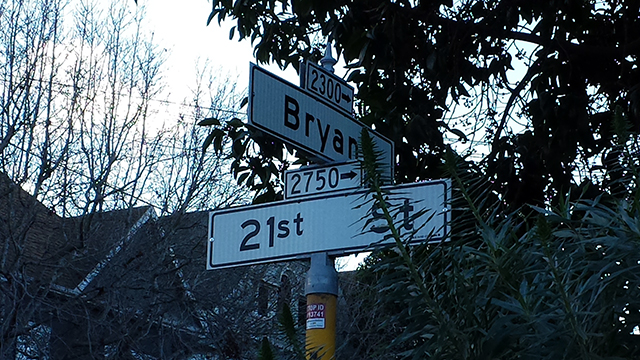 2300 →
Bryan
2750 →
21st St
STOP ID
13741